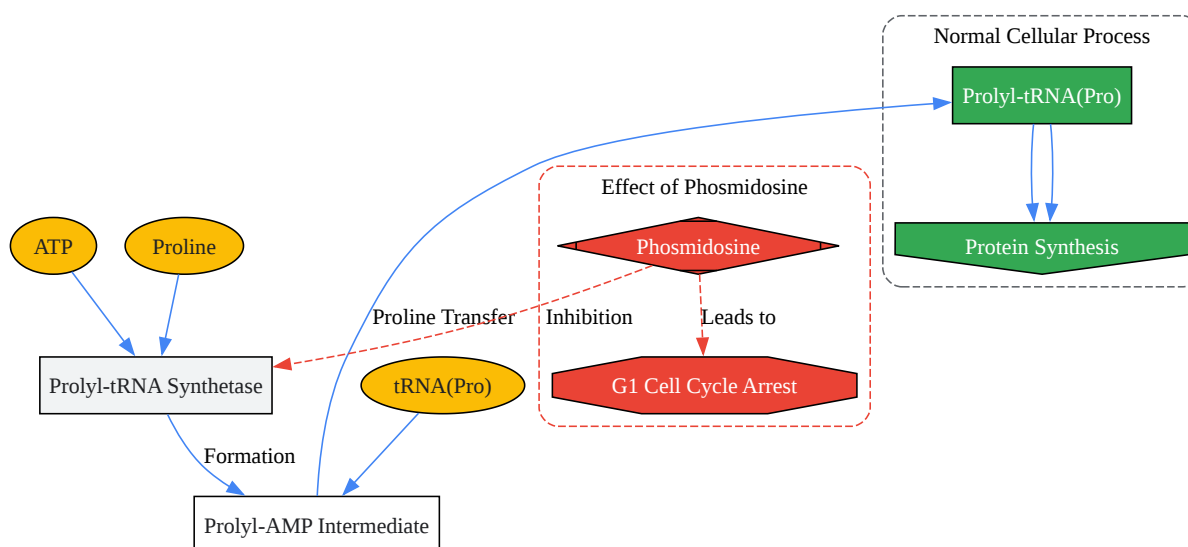 Normal Cellular Process
Prolyl-tRNA(Pro)
Effect of Phosmidosine
ATP
Proline
Phosmidosine
Protein Synthesis
Proline Transfer
Inhibition
Leads to
Prolyl-tRNA Synthetase
tRNA(Pro)
G1 Cell Cycle Arrest
Formation
Prolyl-AMP Intermediate